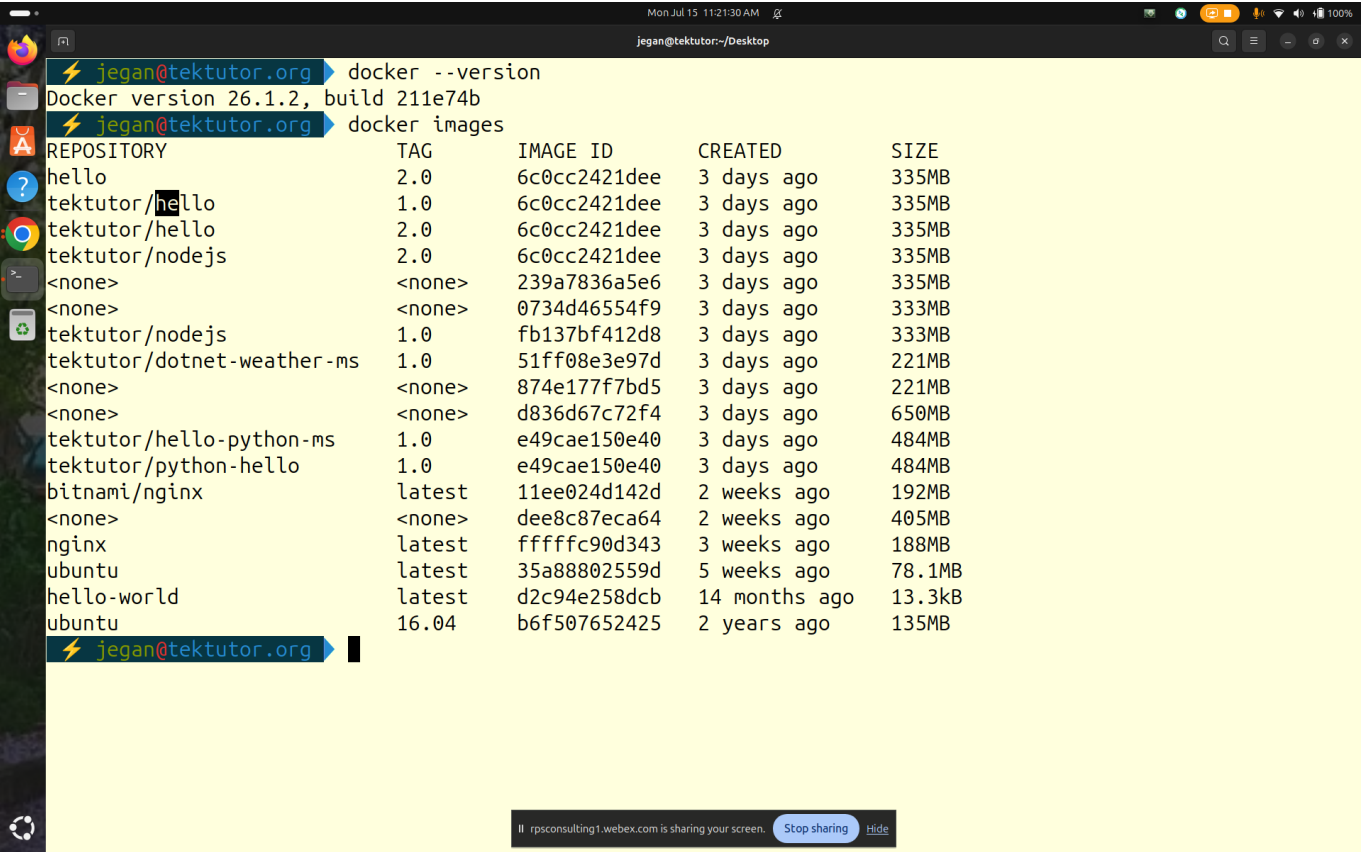 Mon Jul 15 11:21:30 AM
100%
jegan@tektutor:~/Desktop
jegan@tektutor.org docker --version
Docker version 26.1.2, build 211e74b
jegan@tektutor.org docker images
REPOSITORY TAG IMAGE ID CREATED SIZE
hello 2.0 6c0cc2421dee 3 days ago 335MB
tektutor/hello 1.0 6c0cc2421dee 3 days ago 335MB
tektutor/hello 2.0 6c0cc2421dee 3 days ago 335MB
tektutor/nodejs 2.0 6c0cc2421dee 3 days ago 335MB
<none> <none> 239a7836a5e6 3 days ago 335MB
<none> <none> 0734d46554f9 3 days ago 333MB
tektutor/nodejs 1.0 fb137bf412d8 3 days ago 333MB
tektutor/dotnet-weather-ms 1.0 51ff08e3e97d 3 days ago 221MB
<none> <none> 874e177f7bd5 3 days ago 221MB
<none> <none> d836d67c72f4 3 days ago 650MB
tektutor/hello-python-ms 1.0 e49cae150e40 3 days ago 484MB
tektutor/python-hello 1.0 e49cae150e40 3 days ago 484MB
bitnami/nginx latest 11ee024d142d 2 weeks ago 192MB
<none> <none> dee8c87eca64 2 weeks ago 405MB
nginx latest fffffc90d343 3 weeks ago 188MB
ubuntu latest 35a88802559d 5 weeks ago 78.1MB
hello-world latest d2c94e258dcb 14 months ago 13.3kB
ubuntu 16.04 b6f507652425 2 years ago 135MB
jegan@tektutor.org
rpsconsulting1.webex.com is sharing your screen. Stop sharing Hide